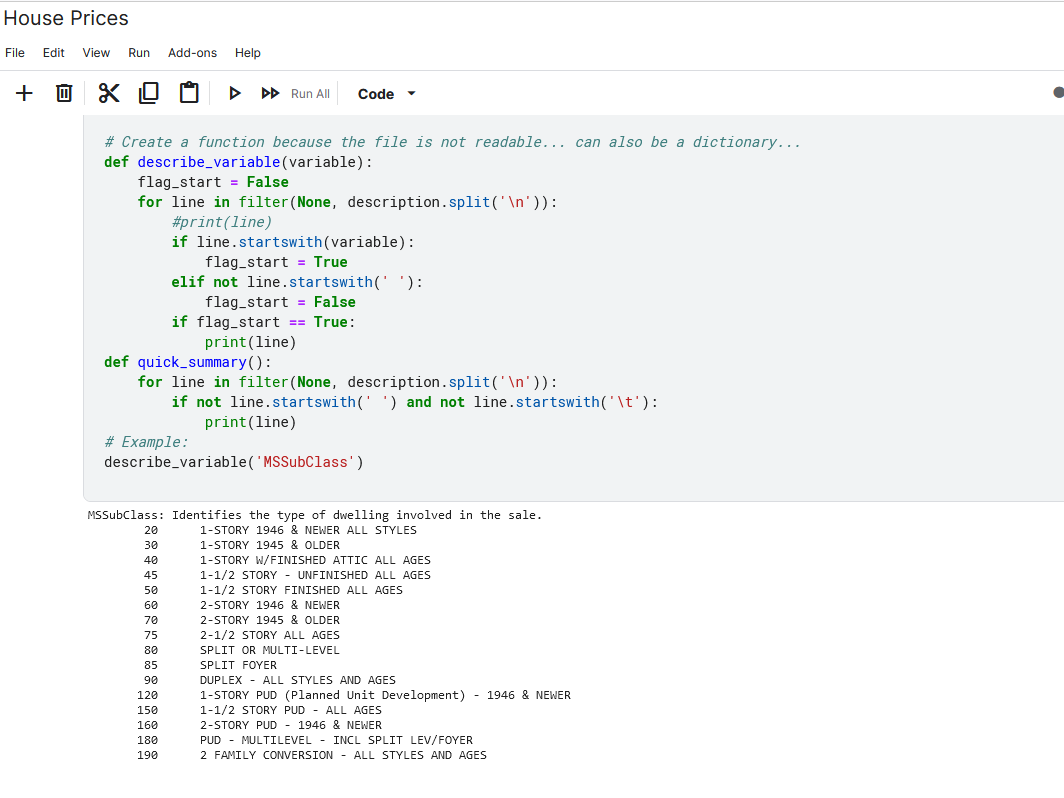 House Prices
File Edit View Run Add-ons Help
Run All Code
# Create a function because the file is not readable... can also be a dictionary...
def describe_variable(variable):
    flag_start = False
    for line in filter(None, description.split('\n')):
        #print(line)
        if line.startswith(variable):
            flag_start = True
        elif not line.startswith(' '):
            flag_start = False
        if flag_start == True:
            print(line)
def quick_summary():
    for line in filter(None, description.split('\n')):
        if not line.startswith(' ') and not line.startswith('\t'):
            print(line)
# Example:
describe_variable('MSSubClass')
MSSubClass: Identifies the type of dwelling involved in the sale.
20 1-STORY 1946 & NEWER ALL STYLES
30 1-STORY 1945 & OLDER
40 1-STORY W/FINISHED ATTIC ALL AGES
45 1-1/2 STORY - UNFINISHED ALL AGES
50 1-1/2 STORY FINISHED ALL AGES
60 2-STORY 1946 & NEWER
70 2-STORY 1945 & OLDER
75 2-1/2 STORY ALL AGES
80 SPLIT OR MULTI-LEVEL
85 SPLIT FOYER
90 DUPLEX - ALL STYLES AND AGES
120 1-STORY PUD (Planned Unit Development) - 1946 & NEWER
150 1-1/2 STORY PUD - ALL AGES
160 2-STORY PUD - 1946 & NEWER
180 PUD - MULTILEVEL - INCL SPLIT LEV/FOYER
190 2 FAMILY CONVERSION - ALL STYLES AND AGES